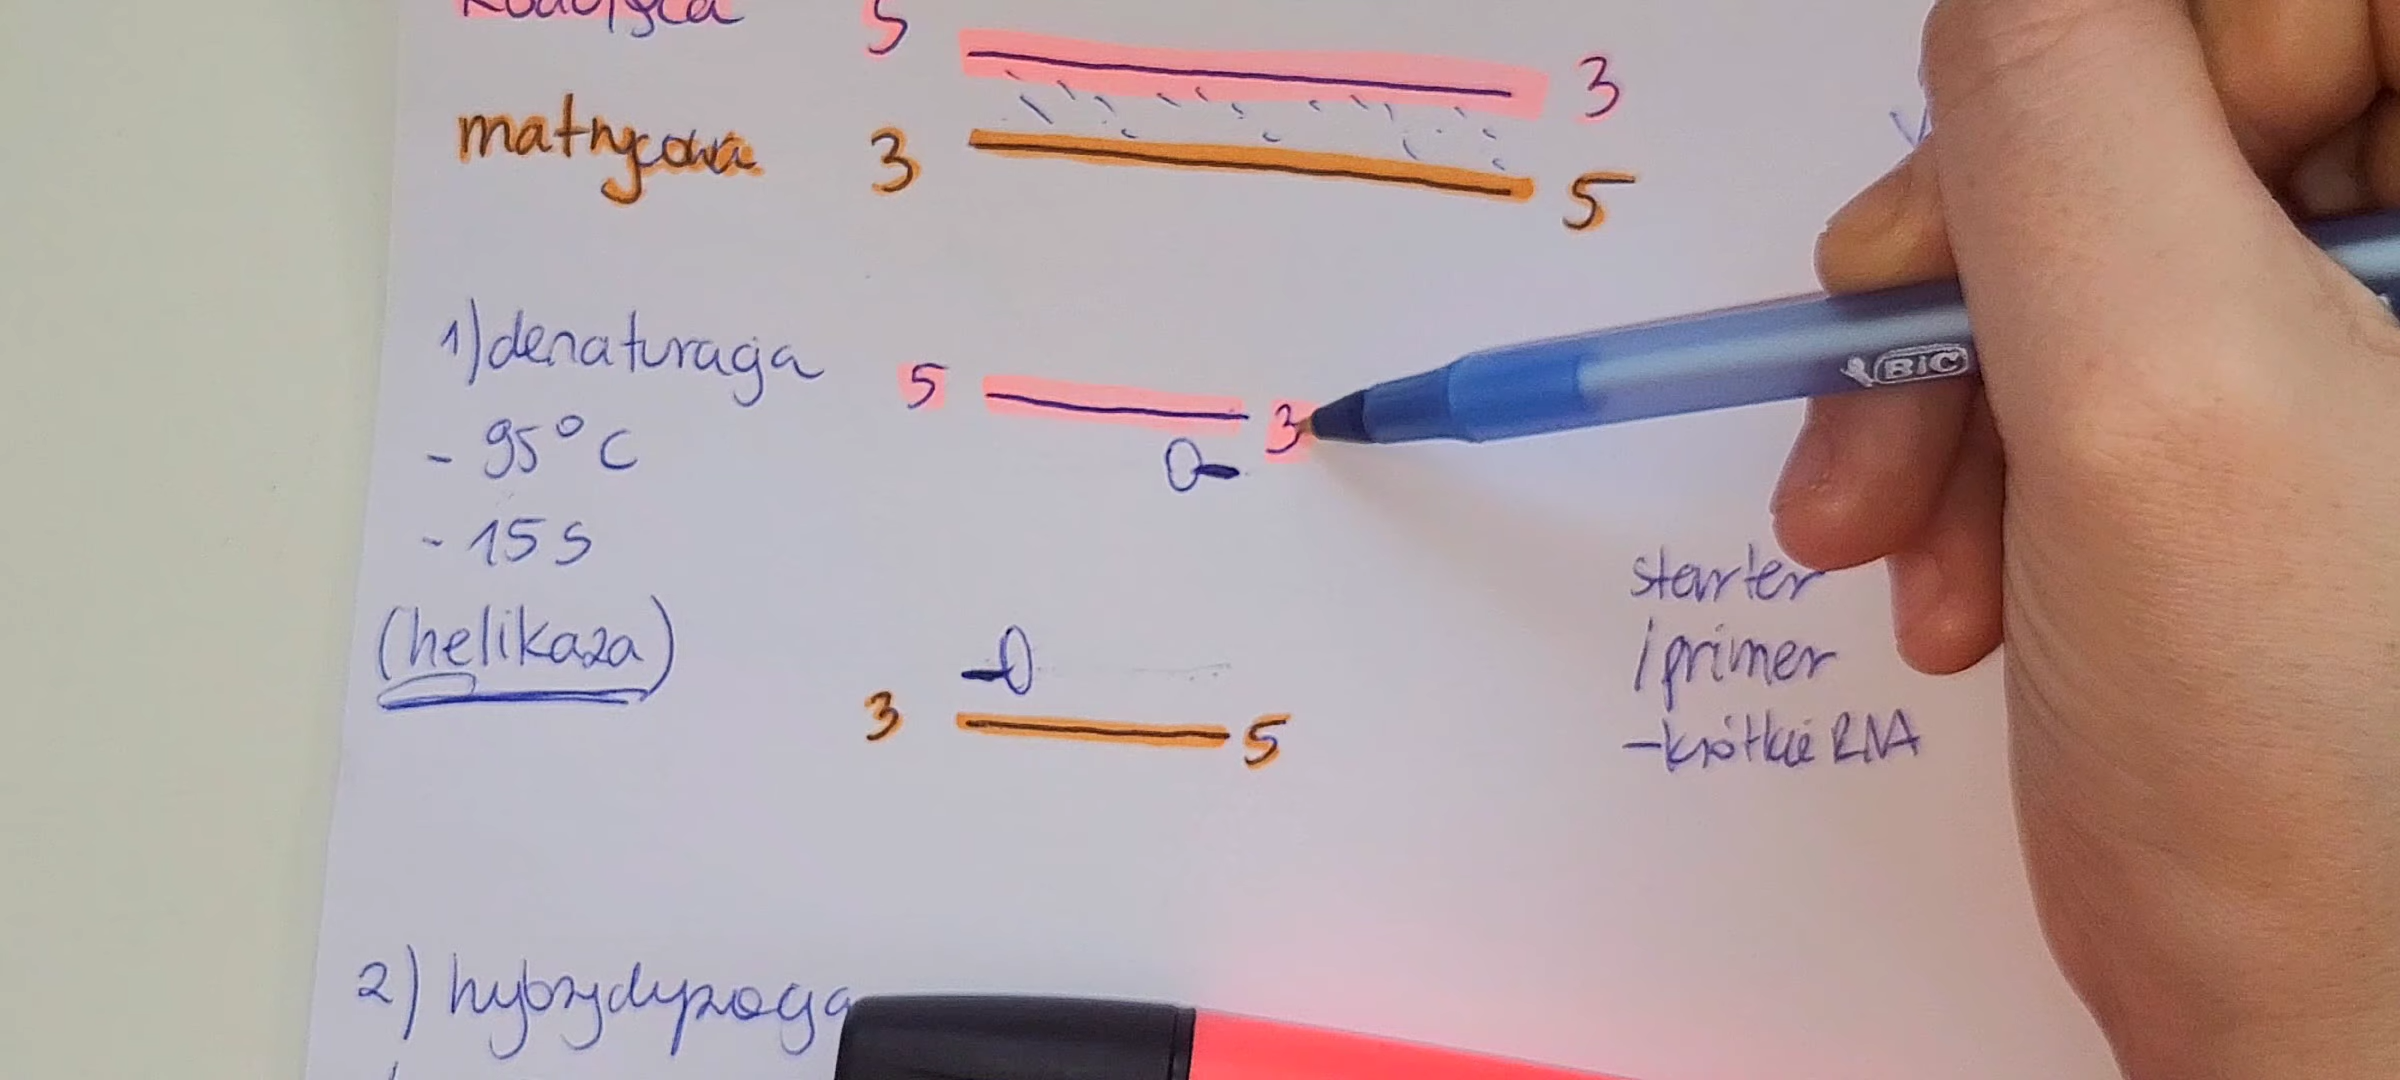 kodująca 5 3
matrycowa 3 5
1) denaturacja 5 3
- 95°C
- 15 s
(helikaza)
3 5
starter
/primer
- krótkie RNA
2) hybrydyzacja
BIC